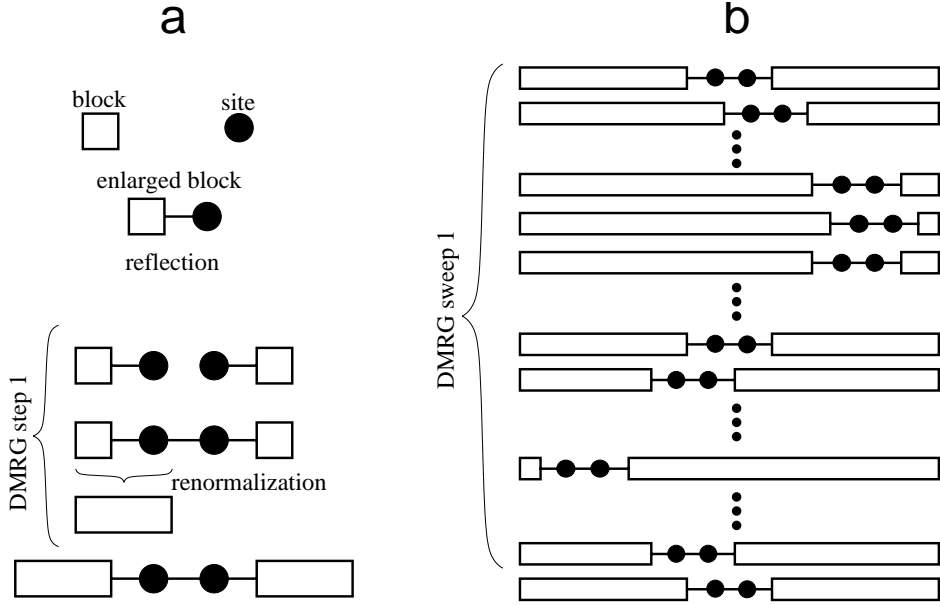 a
b
block
site
enlarged block
reflection
DMRG step 1
renormalization
DMRG sweep 1